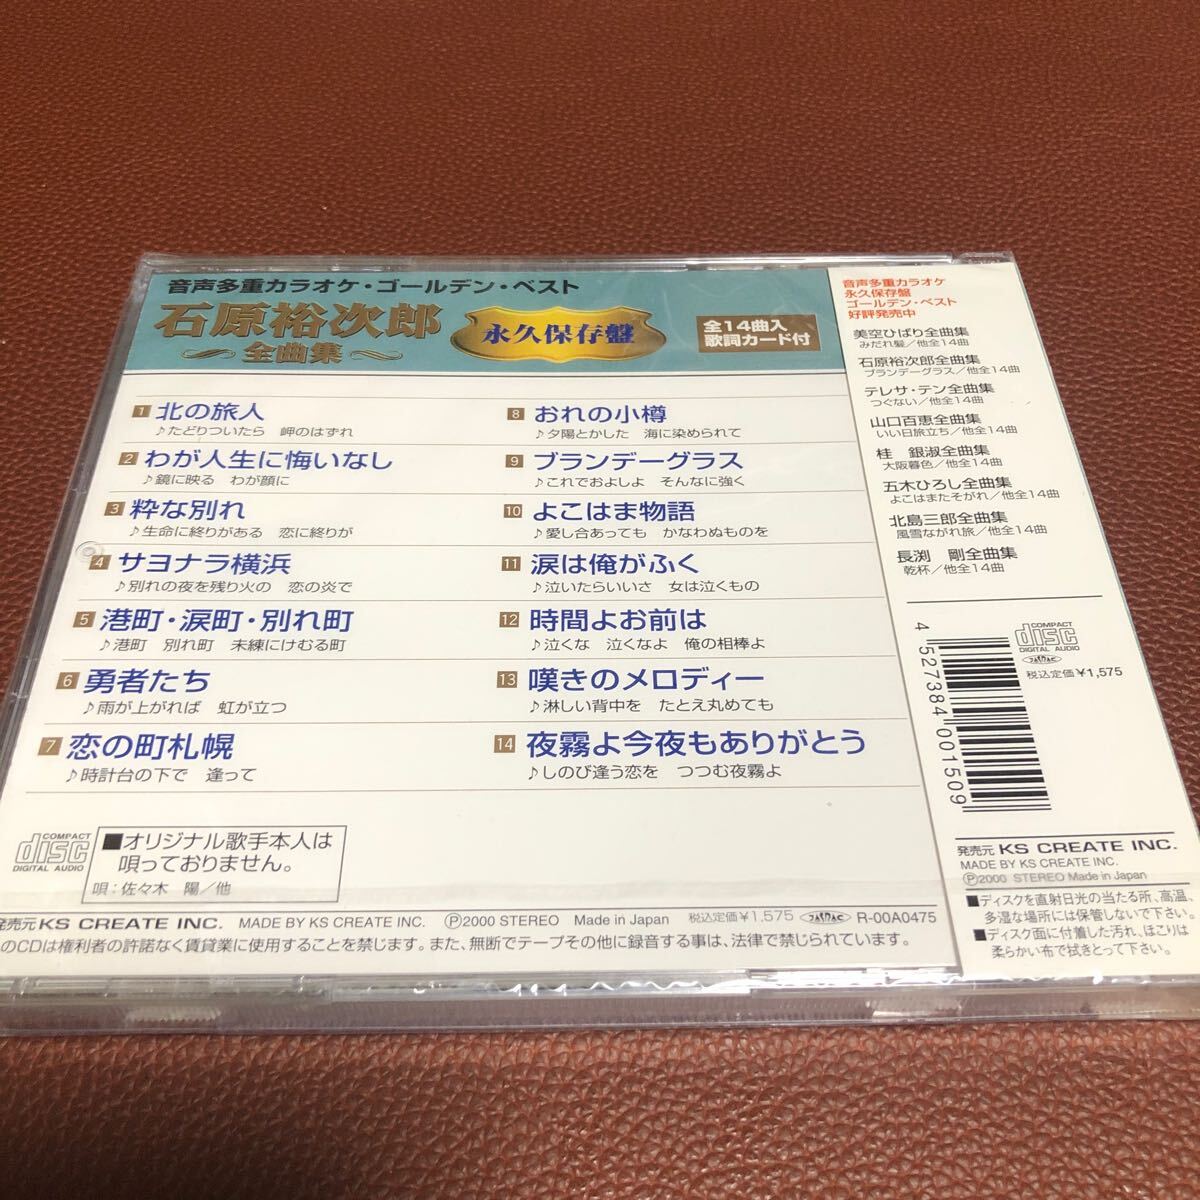 音声多重カラオケ・ゴールデン・ベスト
石原裕次郎
全曲集
永久保存盤
全14曲入
歌詞カード付
1 北の旅人
♪たどりついたら 岬のはずれ
2 わが人生に悔いなし
♪鏡に映る わが顔に
3 粋な別れ
♪生命に終りがある 恋に終りが
4 サヨナラ横浜
♪別れの夜を残り火の 恋の炎で
5 港町・涙町・別れ町
♪港町 別れ町 未練にけむる町
6 勇者たち
♪雨が上がれば 虹が立つ
7 恋の町札幌
♪時計台の下で 逢って
8 おれの小樽
♪夕陽とかした 海に染められて
9 ブランデーグラス
♪これでおよしよ そんなに強く
10 よこはま物語
♪愛し合あっても かなわぬものを
11 涙は俺がふく
♪泣いたらいいさ 女は泣くもの
12 時間よお前は
♪泣くな 泣くなよ 俺の相棒よ
13 嘆きのメロディー
♪淋しい背中を たとえ丸めても
14 夜霧よ今夜もありがとう
♪しのび逢う恋を つつむ夜霧よ
COMPACT
disc
DIGITAL AUDIO
■オリジナル歌手本人は
唄っておりません。
唄：佐々木 陽／他
発売元 KS CREATE INC. MADE BY KS CREATE INC. Ⓟ2000 STEREO Made in Japan 税込定価￥1,575 R-00A0475
のCDは権利者の許諾なく賃貸業に使用することを禁じます。また、無断でテープその他に録音する事は、法律で禁じられています。
音声多重カラオケ
永久保存盤
ゴールデン・ベスト
好評発売中
美空ひばり全曲集
みだれ髪／他全14曲
石原裕次郎全曲集
ブランデーグラス／他全14曲
テレサ・テン全曲集
つぐない／他全14曲
山口百恵全曲集
いい日旅立ち／他全14曲
桂 銀淑全曲集
大阪暮色／他全14曲
五木ひろし全曲集
よこはまたそがれ／他全14曲
北島三郎全曲集
風雪ながれ旅／他全14曲
長渕 剛全曲集
乾杯／他全14曲
4 527384 001509
COMPACT
disc
DIGITAL AUDIO
税込定価￥1,575
発売元 KS CREATE INC.
MADE BY KS CREATE INC.
Ⓟ2000 STEREO Made in Japan
■ディスクを直射日光の当たる所、高温、
多湿な場所には保管しないで下さい。
■ディスク面に付着した汚れ、ほこりは
柔らかい布で拭きとって下さい。